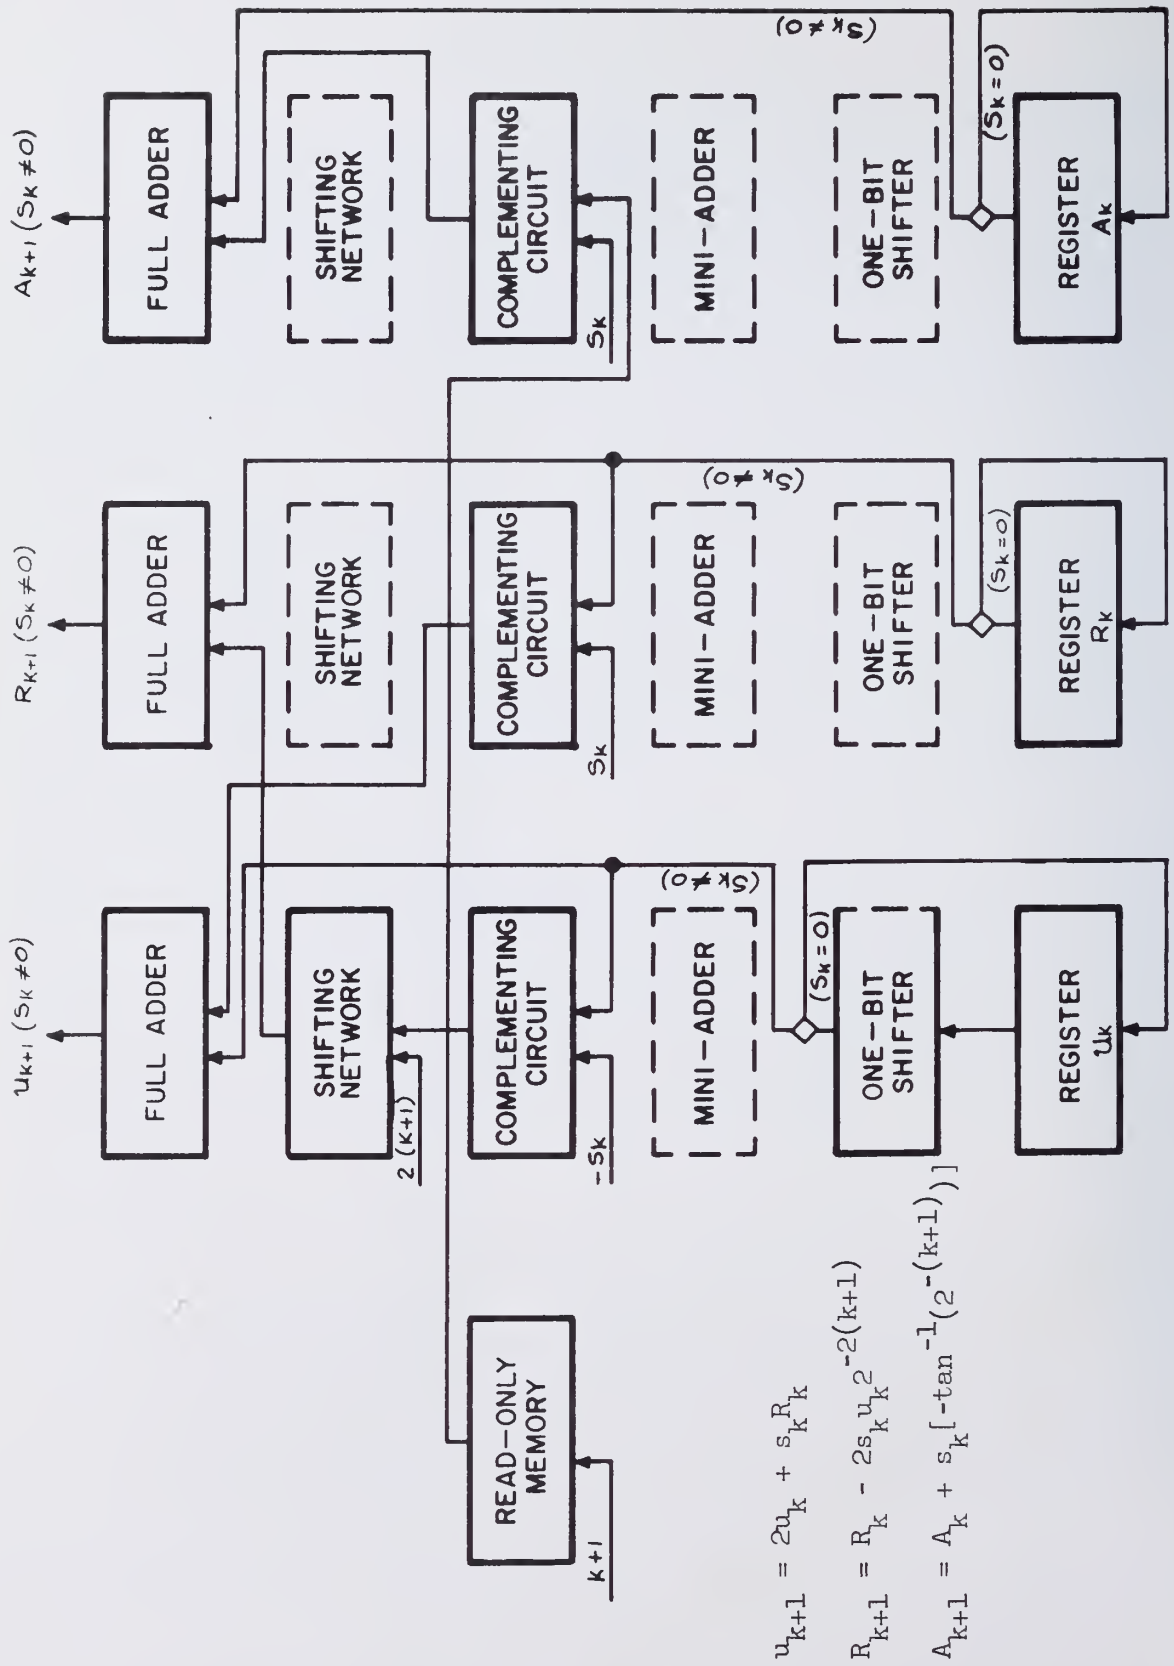 u_{k+1} (s_k ≠ 0)
R_{k+1} (s_k ≠ 0)
A_{k+1} (s_k ≠ 0)
FULL ADDER
FULL ADDER
FULL ADDER
SHIFTING
NETWORK
SHIFTING
NETWORK
SHIFTING
NETWORK
2(k+1)
READ-ONLY
MEMORY
COMPLEMENTING
CIRCUIT
COMPLEMENTING
CIRCUIT
COMPLEMENTING
CIRCUIT
k+1
-s_k
s_k
s_k
MINI-ADDER
MINI-ADDER
MINI-ADDER
(s_k ≠ 0)
(s_k ≠ 0)
(s_k ≠ 0)
ONE-BIT
SHIFTER
ONE-BIT
SHIFTER
ONE-BIT
SHIFTER
(s_k = 0)
(s_k = 0)
(s_k = 0)
REGISTER
u_k
REGISTER
R_k
REGISTER
A_k
u_{k+1} = 2u_k + s_k R_k
R_{k+1} = R_k - 2s_k u_k 2^{-2(k+1)}
A_{k+1} = A_k + s_k[-tan^{-1}(2^{-(k+1)})]